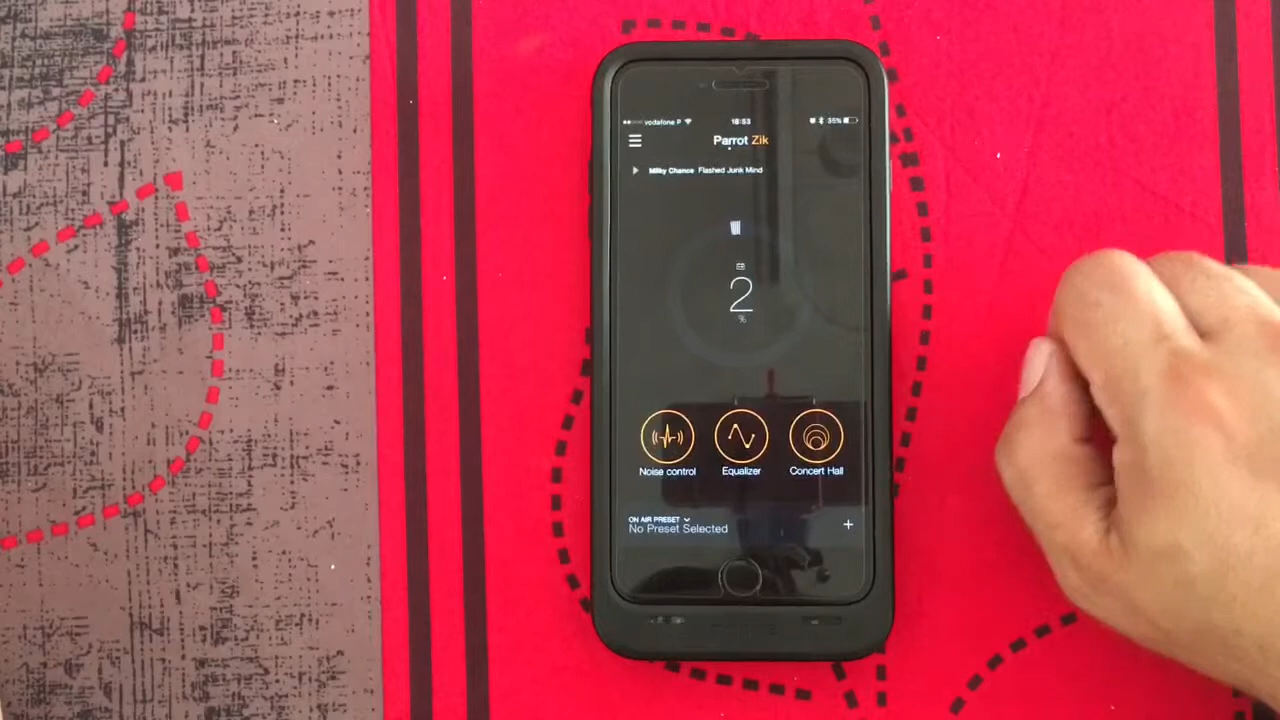 vodafone P 18:53 35%
Parrot Zik
Milky Chance Flashed Junk Mind
2
%
Noise control Equalizer Concert Hall
ON AIR PRESET
No Preset Selected +